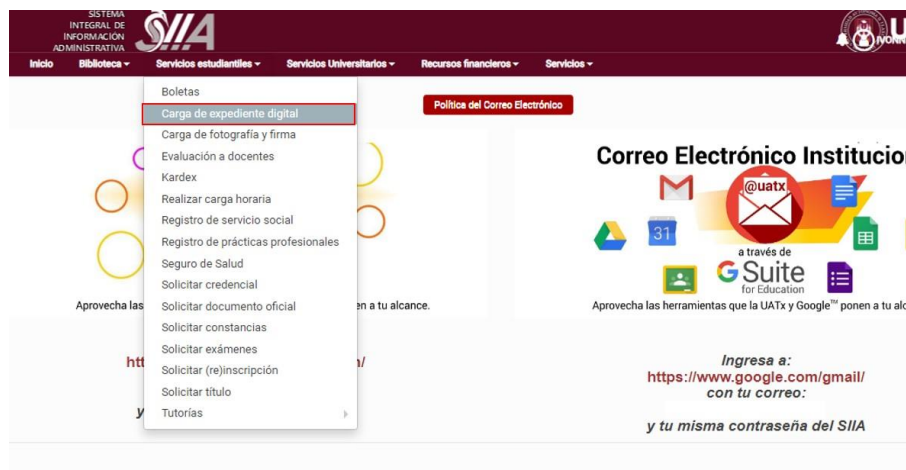 SISTEMA
INTEGRAL DE
INFORMACIÓN
ADMINISTRATIVA
SIIA
Inicio Biblioteca Servicios estudiantiles Servicios Universitarios Recursos financieros Servicios
Política del Correo Electrónico
Boletas
Carga de expediente digital
Carga de fotografía y firma
Evaluación a docentes
Kardex
Realizar carga horaria
Registro de servicio social
Registro de prácticas profesionales
Seguro de Salud
Solicitar credencial
Solicitar documento oficial
Solicitar constancias
Solicitar exámenes
Solicitar (re)inscripción
Solicitar título
Tutorías
Aprovecha las en a tu alcance.
htt n/
y
Correo Electrónico Institucio
@uatx
31
a través de
G Suite
for Education
Aprovecha las herramientas que la UATx y Google™ ponen a tu alc
Ingresa a:
https://www.google.com/gmail/
con tu correo:
y tu misma contraseña del SIIA